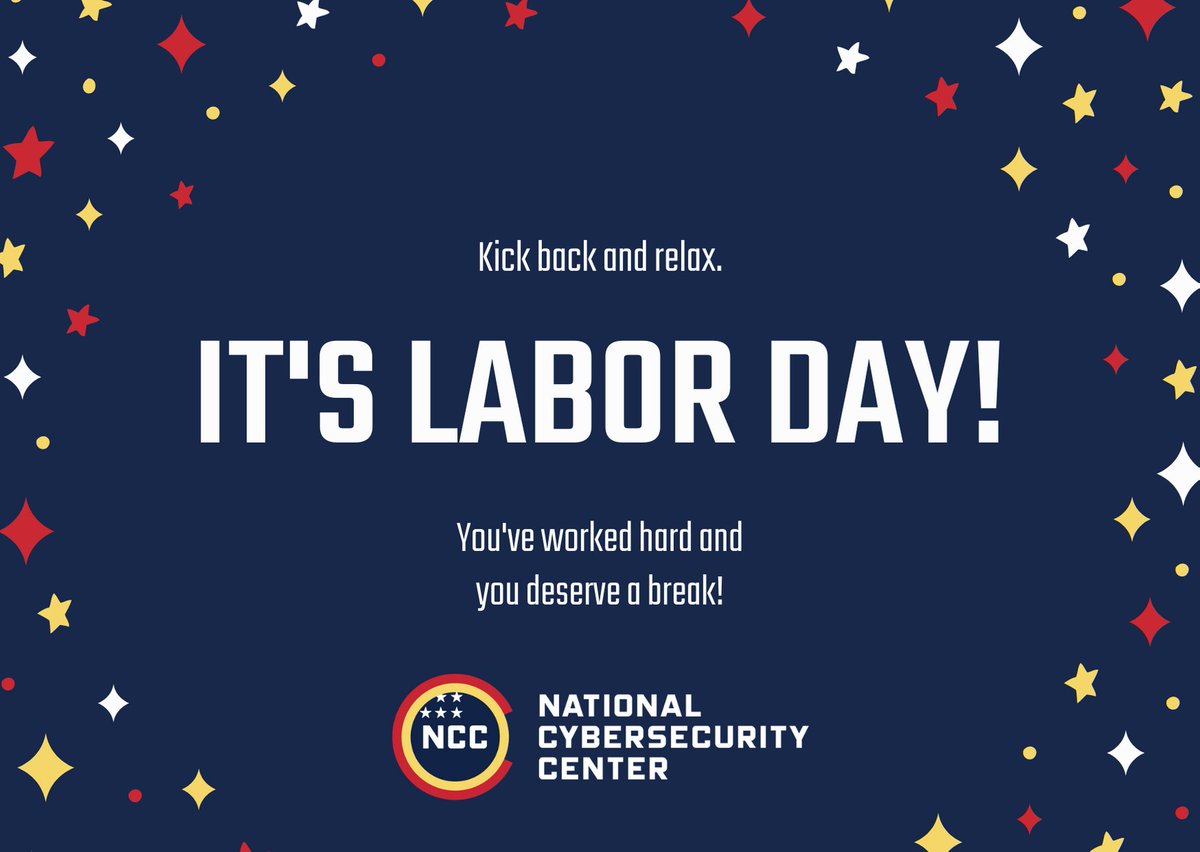 Kick back and relax.
IT'S LABOR DAY!
You've worked hard and
you deserve a break!
NCC
NATIONAL
CYBERSECURITY
CENTER